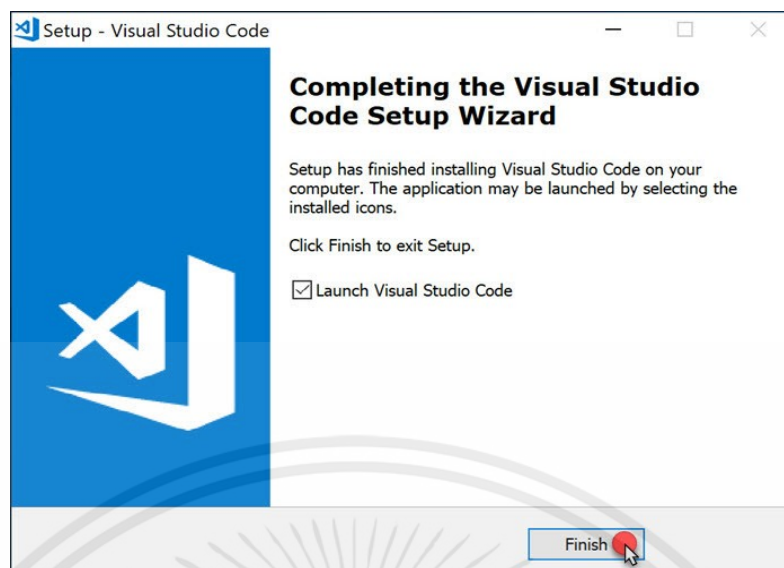 Setup - Visual Studio Code
Completing the Visual Studio
Code Setup Wizard
Setup has finished installing Visual Studio Code on your
computer. The application may be launched by selecting the
installed icons.
Click Finish to exit Setup.
Launch Visual Studio Code
Finish